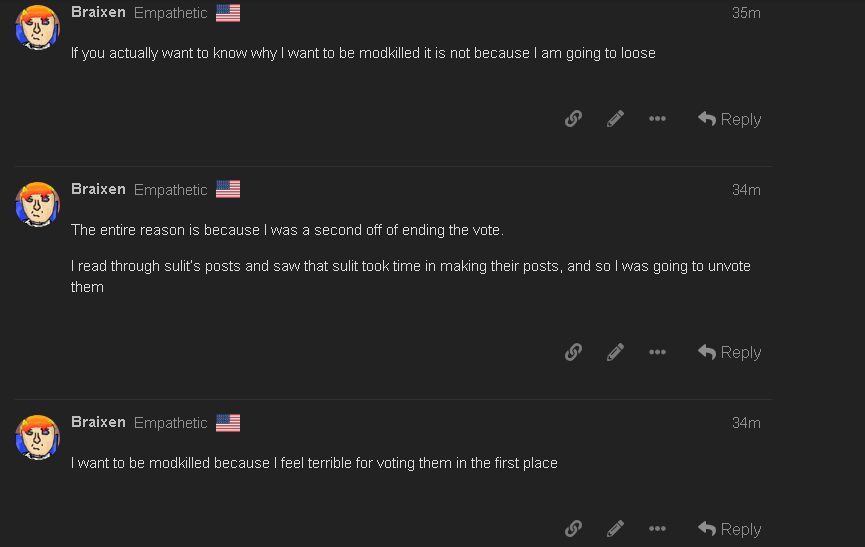 Braixen Empathetic 35m
If you actually want to know why I want to be modkilled it is not because I am going to loose
Reply
Braixen Empathetic 34m
The entire reason is because I was a second off of ending the vote.
I read through sulit's posts and saw that sulit took time in making their posts, and so I was going to unvote
them
Reply
Braixen Empathetic 34m
I want to be modkilled because I feel terrible for voting them in the first place
Reply